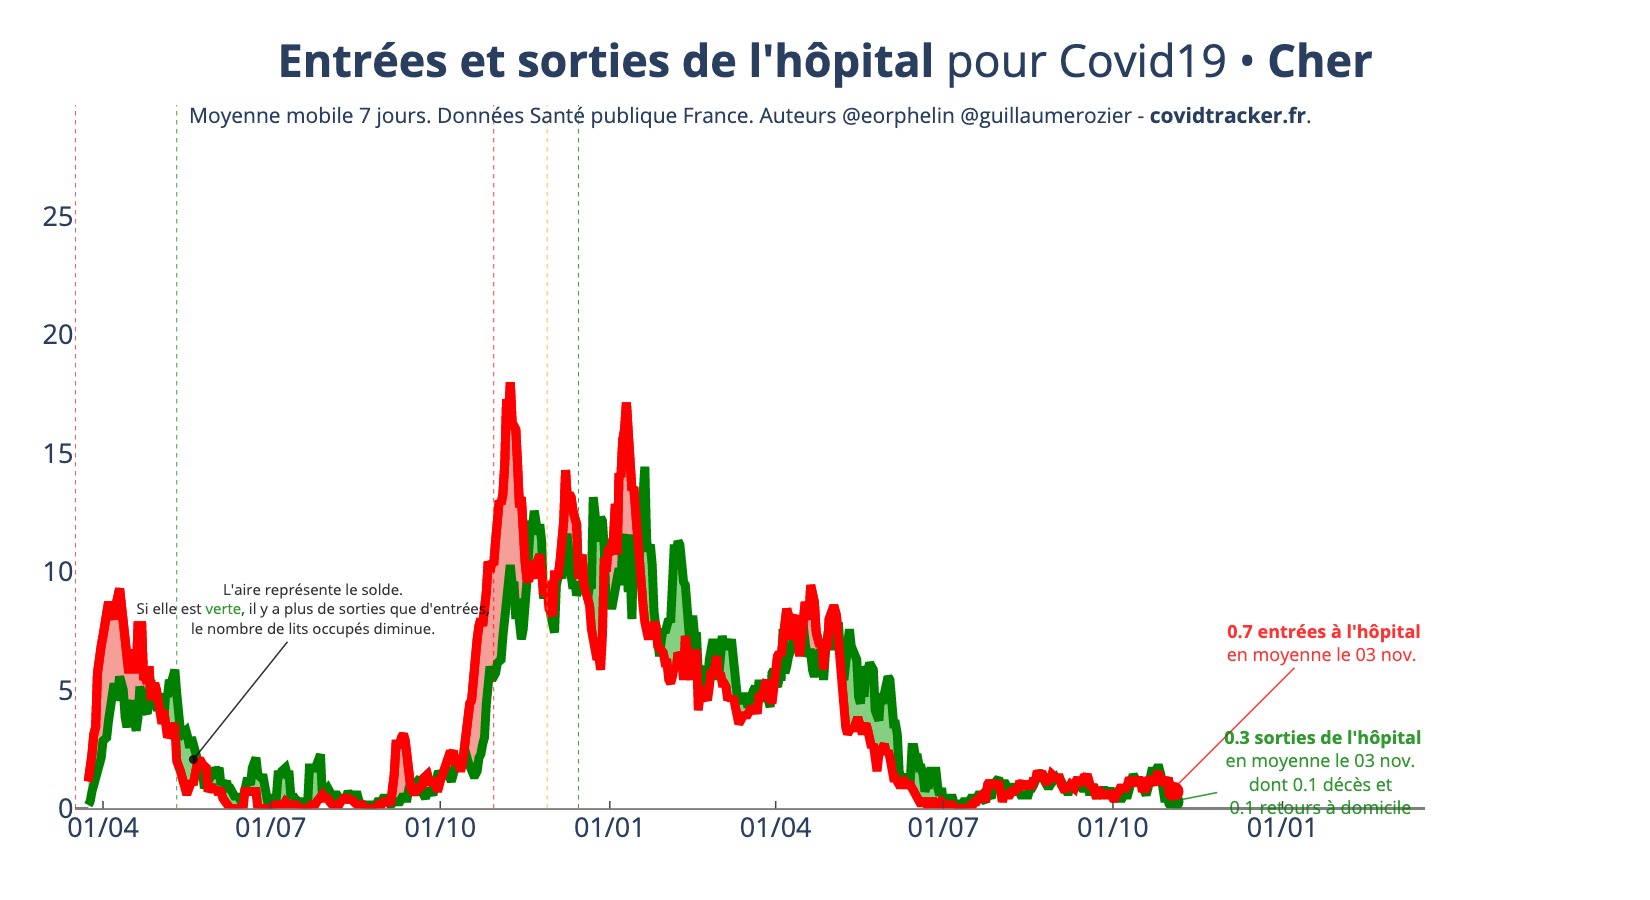 Entrées et sorties de l'hôpital pour Covid19 • Cher
Moyenne mobile 7 jours. Données Santé publique France. Auteurs @eorphelin @guillaumerozier - covidtracker.fr.
25
20
15
10
5
0
L'aire représente le solde.
Si elle est verte, il y a plus de sorties que d'entrées,
le nombre de lits occupés diminue.
0.7 entrées à l'hôpital
en moyenne le 03 nov.
0.3 sorties de l'hôpital
en moyenne le 03 nov.
dont 0.1 décès et
0.1 retours à domicile
01/04 01/07 01/10 01/01 01/04 01/07 01/10 01/01